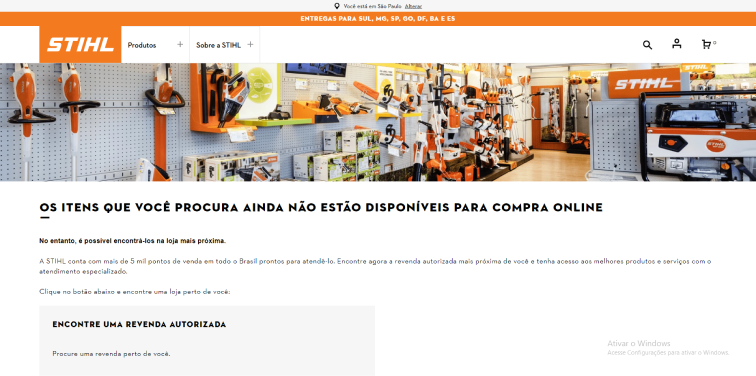 Você está em São Paulo Alterar
ENTREGAS PARA SUL, MG, SP, GO, DF, BA E ES
STIHL
Produtos +
Sobre a STIHL +
0
STIHL
STIHL
OS ITENS QUE VOCÊ PROCURA AINDA NÃO ESTÃO DISPONÍVEIS PARA COMPRA ONLINE
No entanto, é possível encontrá-los na loja mais próxima.
A STIHL conta com mais de 5 mil pontos de venda em todo o Brasil prontos para atendê-lo. Encontre agora a revenda autorizada mais próxima de você e tenha acesso aos melhores produtos e serviços com o
atendimento especializado.
Clique no botão abaixo e encontre uma loja perto de você:
ENCONTRE UMA REVENDA AUTORIZADA
Procure uma revenda perto de você.
Ativar o Windows
Acesse Configurações para ativar o Windows.